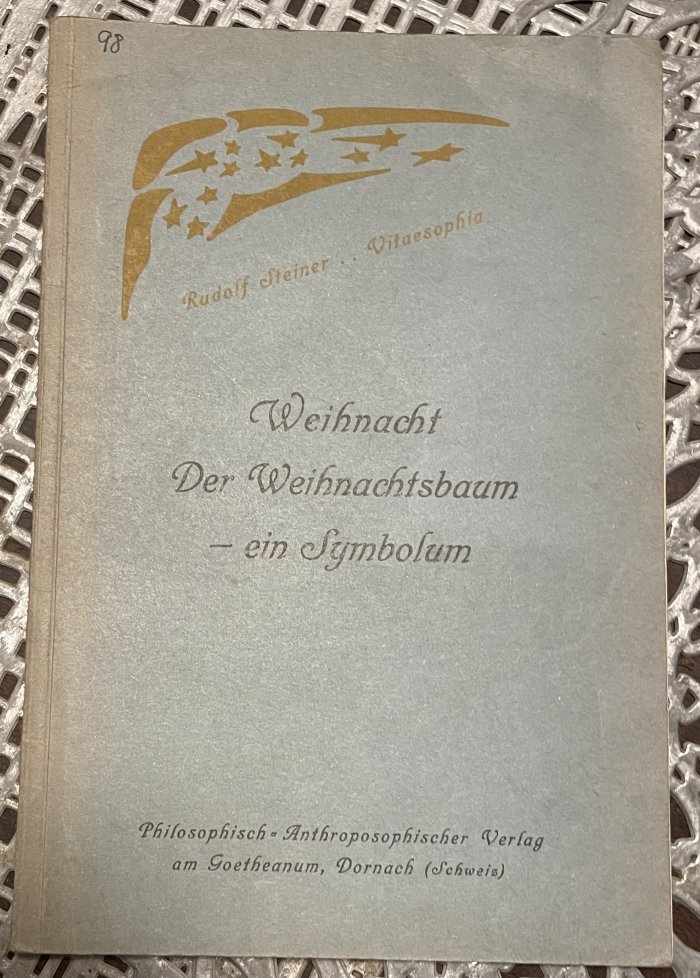 98
Rudolf Steiner .. Vitaesophia
Weihnacht
Der Weihnachtsbaum
– ein Symbolum
Philosophisch=Anthroposophischer Verlag
am Goetheanum, Dornach (Schweiz)